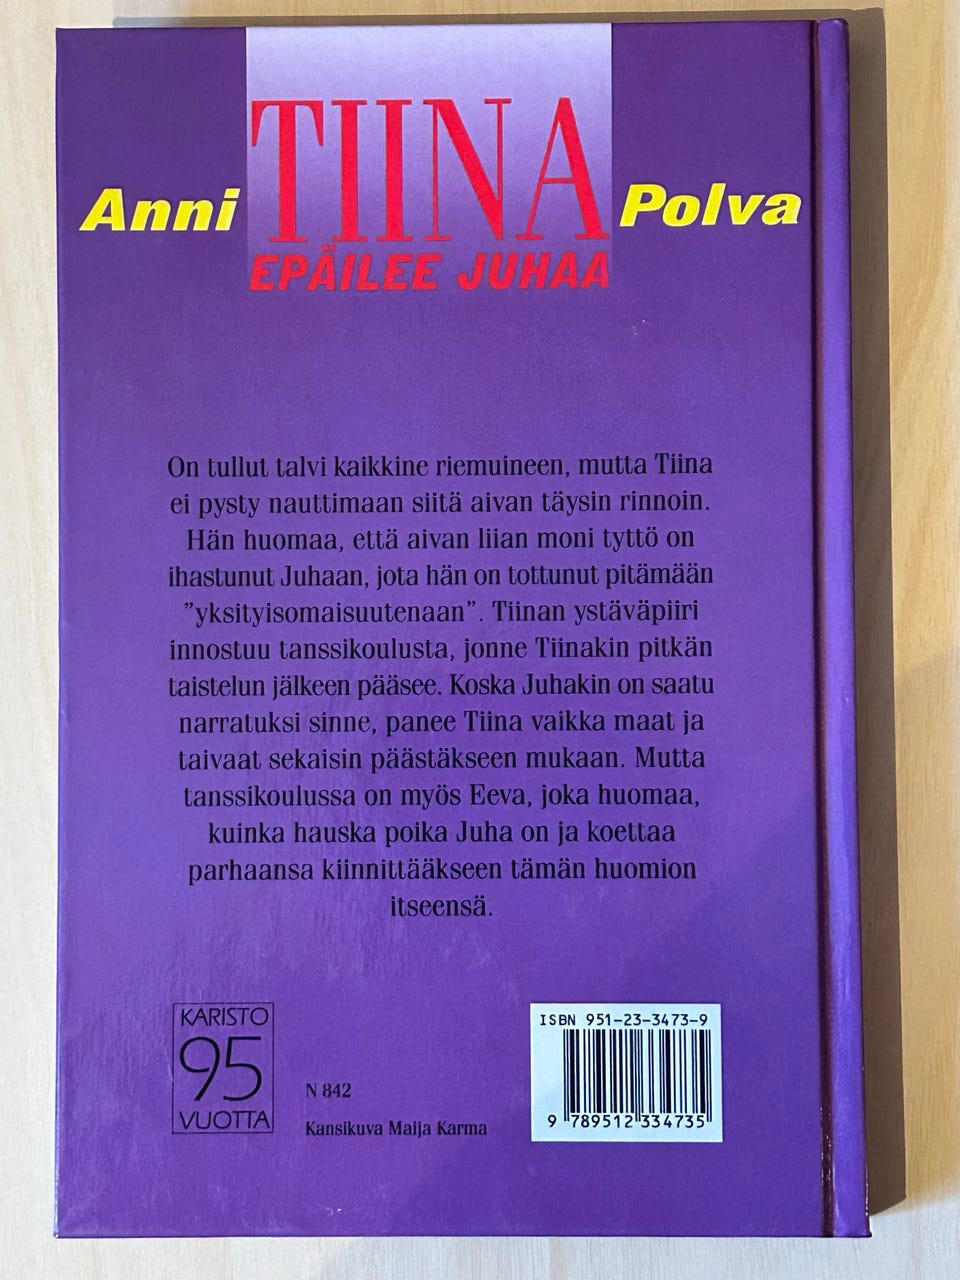 Anni TIINA Polva
EPÄILEE JUHAA
On tullut talvi kaikkine riemuineen, mutta Tiina
ei pysty nauttimaan siitä aivan täysin rinnoin.
Hän huomaa, että aivan liian moni tyttö on
ihastunut Juhaan, jota hän on tottunut pitämään
”yksityisomaisuutenaan”. Tiinan ystäväpiiri
innostuu tanssikoulusta, jonne Tiinakin pitkän
taistelun jälkeen pääsee. Koska Juhakin on saatu
narratuksi sinne, panee Tiina vaikka maat ja
taivaat sekaisin päästäkseen mukaan. Mutta
tanssikoulussa on myös Eeva, joka huomaa,
kuinka hauska poika Juha on ja koettaa
parhaansa kiinnittääkseen tämän huomion
itseensä.
KARISTO
95
VUOTTA
N 842
Kansikuva Maija Karma
ISBN 951-23-3473-9
9 789512 334735